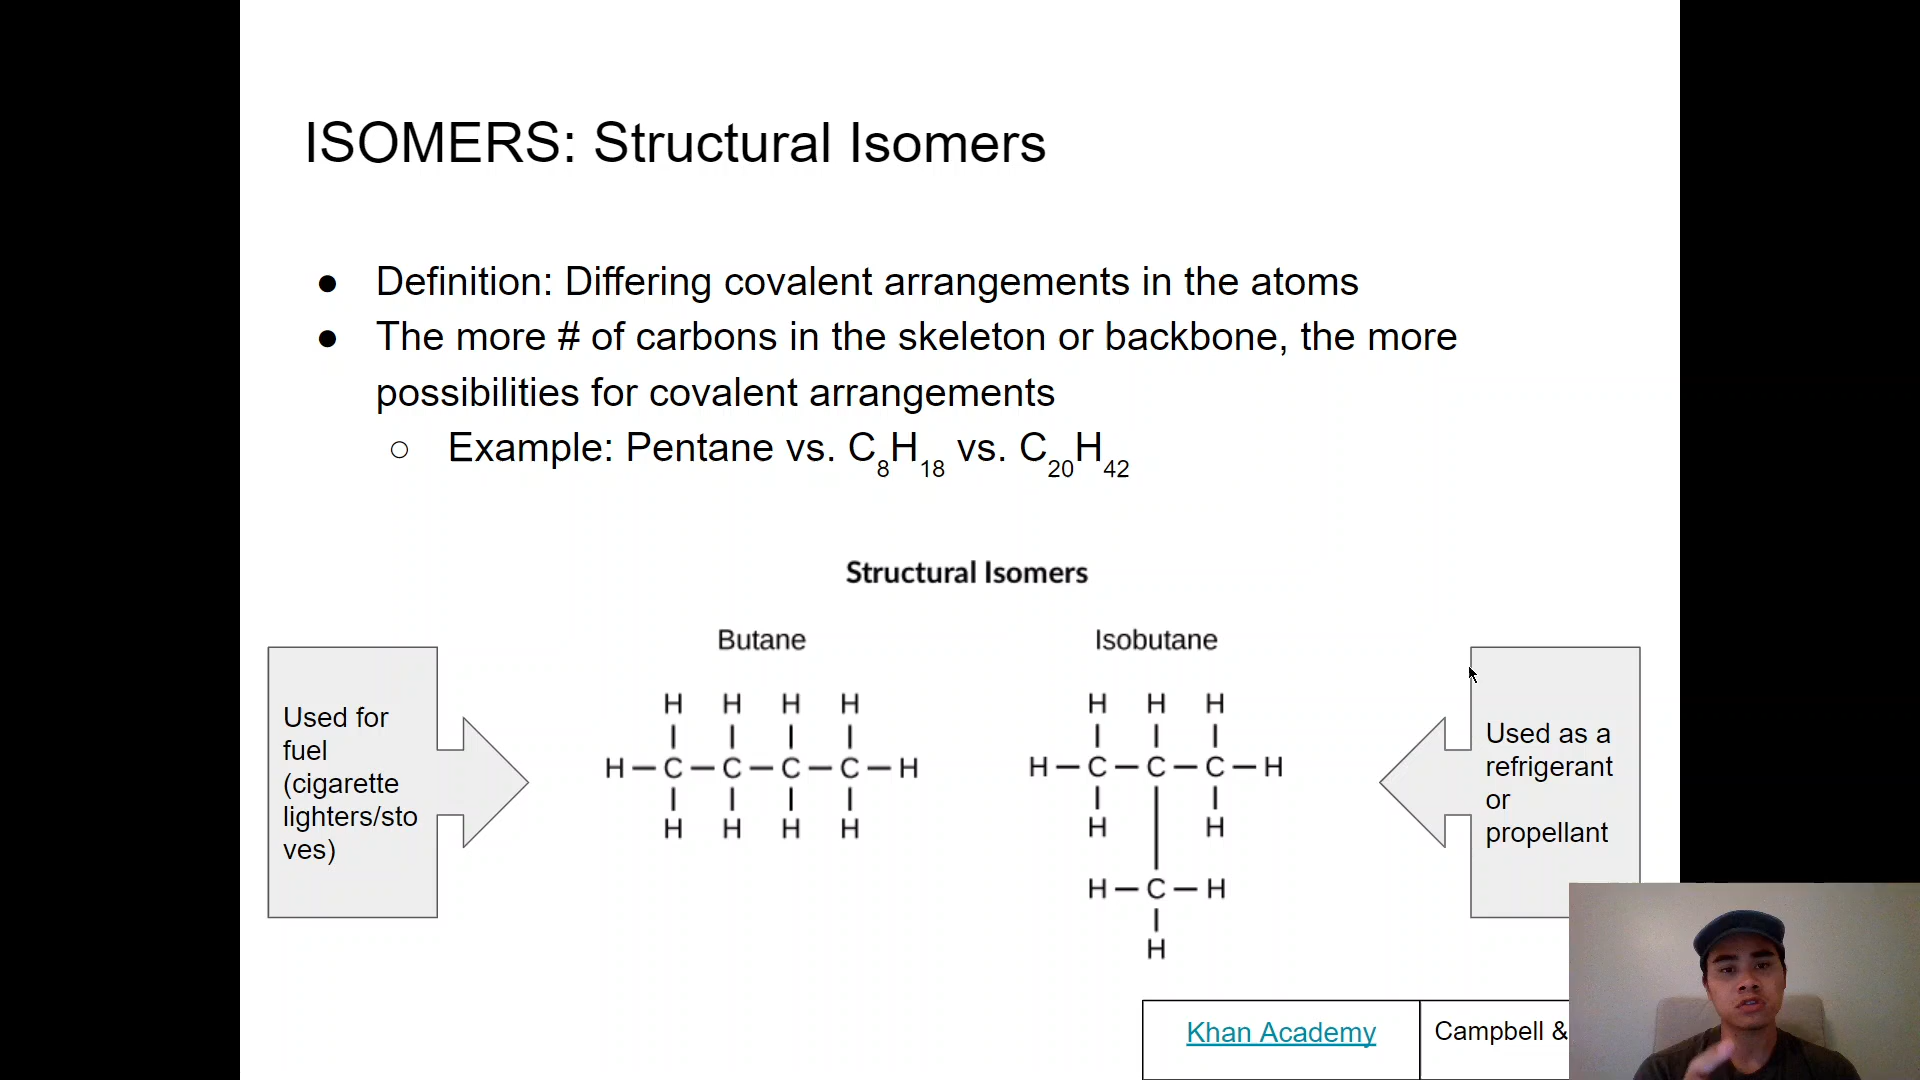 ISOMERS: Structural Isomers
● Definition: Differing covalent arrangements in the atoms
● The more # of carbons in the skeleton or backbone, the more
possibilities for covalent arrangements
○ Example: Pentane vs. C₈H₁₈ vs. C₂₀H₄₂
Structural Isomers
Used for
fuel
(cigarette
lighters/sto
ves)
Butane
H H H H
H — C — C — C — C — H
H H H H
Isobutane
H H H
H — C — C — C — H
H H
H — C — H
H
Used as a
refrigerant
or
propellant
Khan Academy
Campbell &